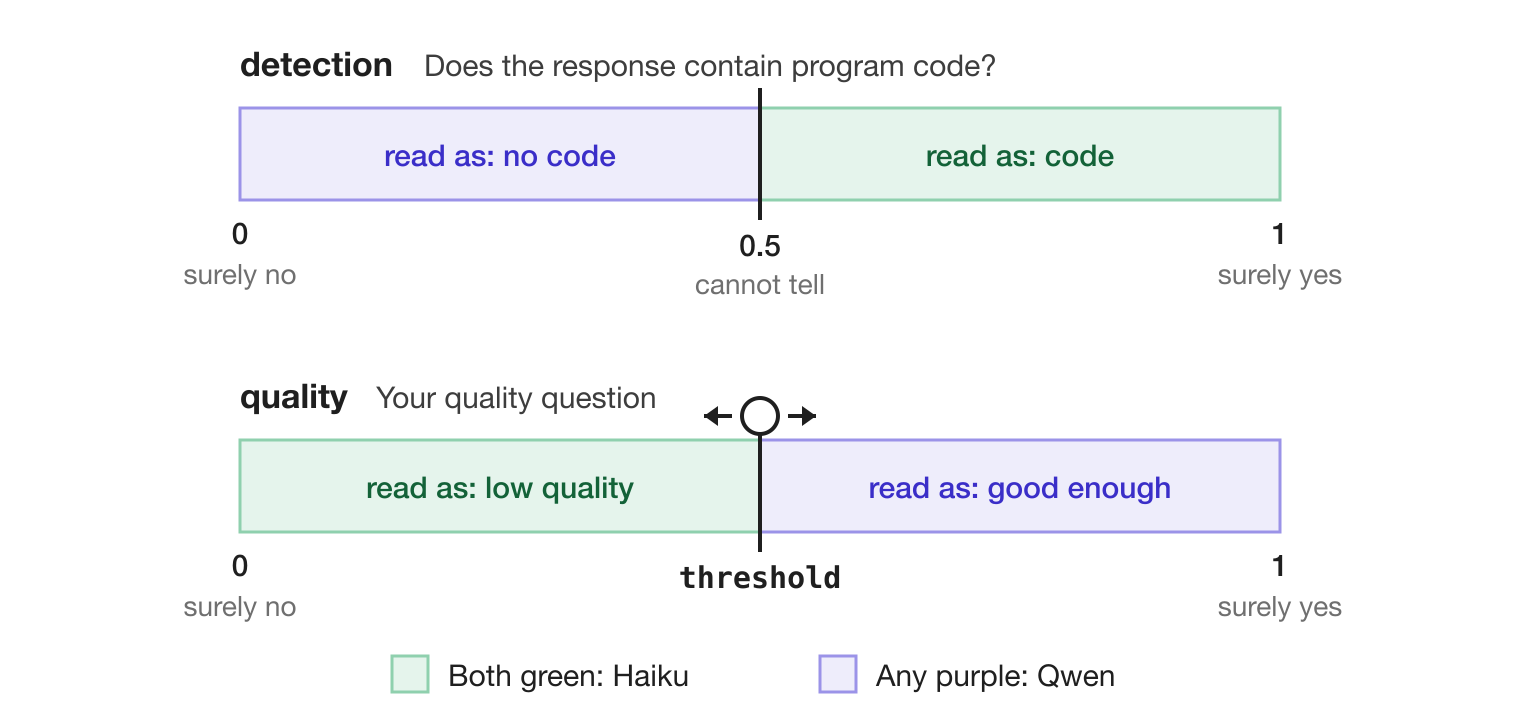 detection Does the response contain program code?
read as: no code read as: code
0 0.5 1
surely no cannot tell surely yes
quality Your quality question
read as: low quality read as: good enough
0 threshold 1
surely no surely yes
Both green: Haiku Any purple: Qwen